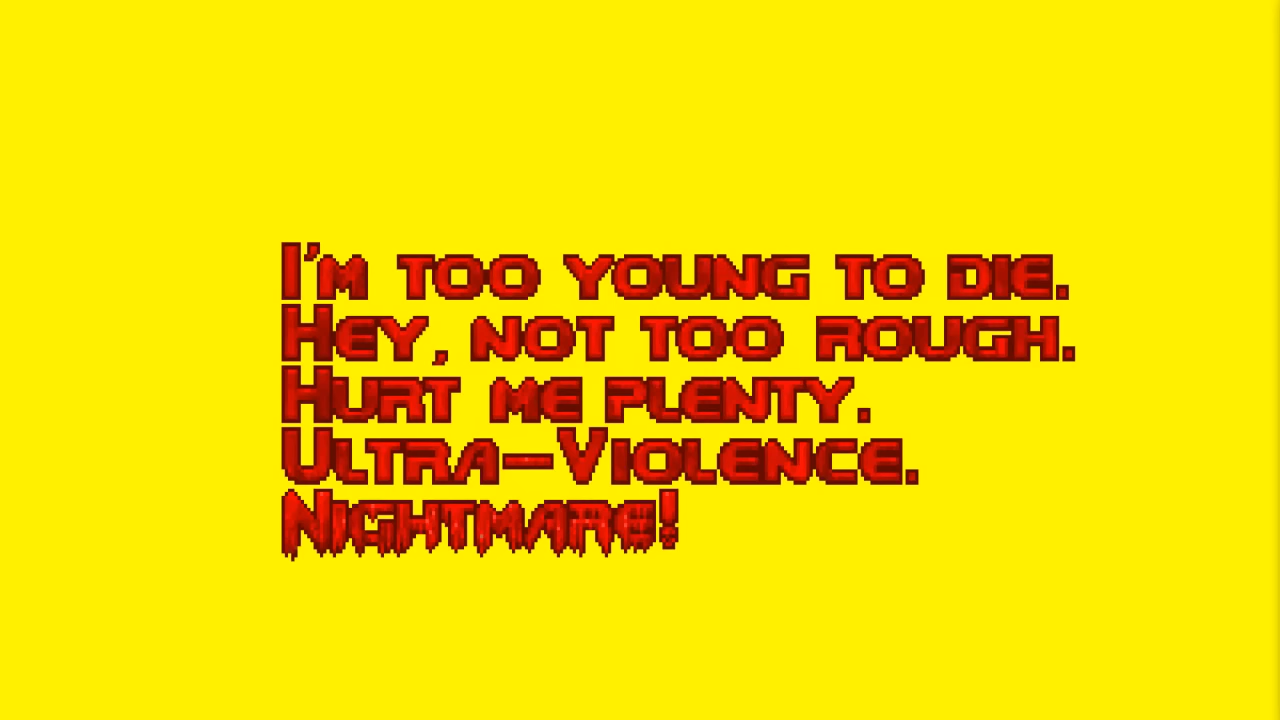 I'm too young to die.
Hey, not too rough.
Hurt me plenty.
Ultra-Violence.
Nightmare!